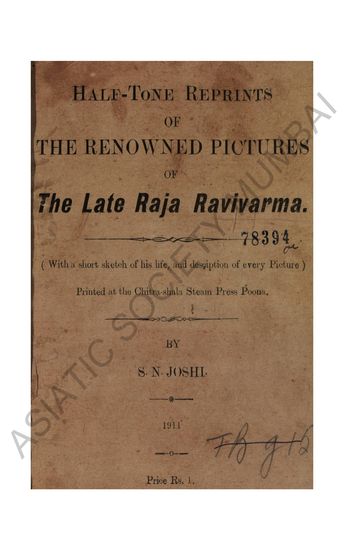 HALF-TONE REPRINTS
OF
THE RENOWNED PICTURES
OF
The Late Raja Ravivarma.
78394
( With a short sketch of his life, and desciption of every Picture )
Printed at the Chitra-shala Steam Press Poona.
BY
S. N. JOSHI.
1911
Price Rs. 1.
ASIATIC SOCIETY MUMBAI